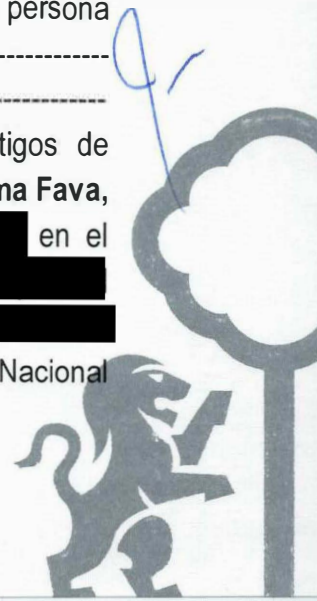 persona
------------
------------
tigos de
na Fava,
en el
Nacional